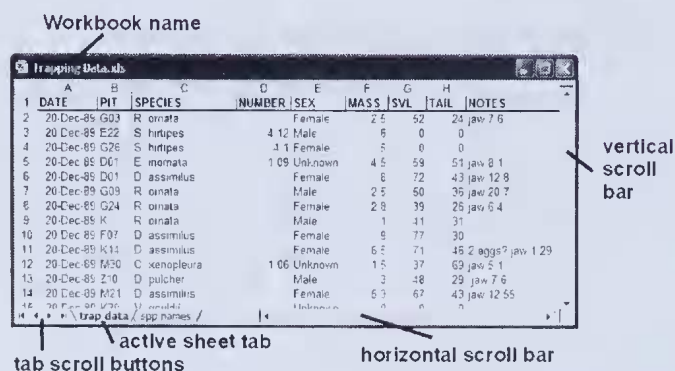 Workbook name
Trapping Data.xls
A B C D E F G H
1 DATE PIT SPECIES NUMBER SEX MASS SVL TAIL NOTES
2 20-Dec-89 G03 R ornata Female 2 5 52 24 jaw 7 6
3 20-Dec-89 E22 S hirtipes 4 12 Male 6 0 0
4 20-Dec-89 G26 S hirtipes 4 1 Female 0 0
5 20-Dec-89 D01 E inornata 1 09 Unknown 4 5 59 51 jaw 8 1
6 20-Dec-89 D01 D assimilus Female 8 72 43 jaw 12 8
7 20-Dec-89 G09 R ornata Male 2 5 50 36 jaw 20 7
8 20-Dec-89 G24 R ornata Female 2 8 39 26 jaw 6 4
9 20-Dec-89 K R ornata Male 1 41 31
10 20-Dec-89 F07 D assimilus Female 9 77 30
11 20-Dec-89 K14 D assimilus Female 6 5 71 46 2 eggs? jaw 1 29
12 20-Dec-89 M30 C xenopleura 1 06 Unknown 1 5 37 69 jaw 5 1
13 20-Dec-89 Z10 D pulcher Male 3 48 29 jaw 7 6
14 20-Dec-89 M21 D assimilis Female 5 3 67 43 jaw 12 55
vertical
scroll
bar
trap data / spp names /
active sheet tab
horizontal scroll bar
tab scroll buttons